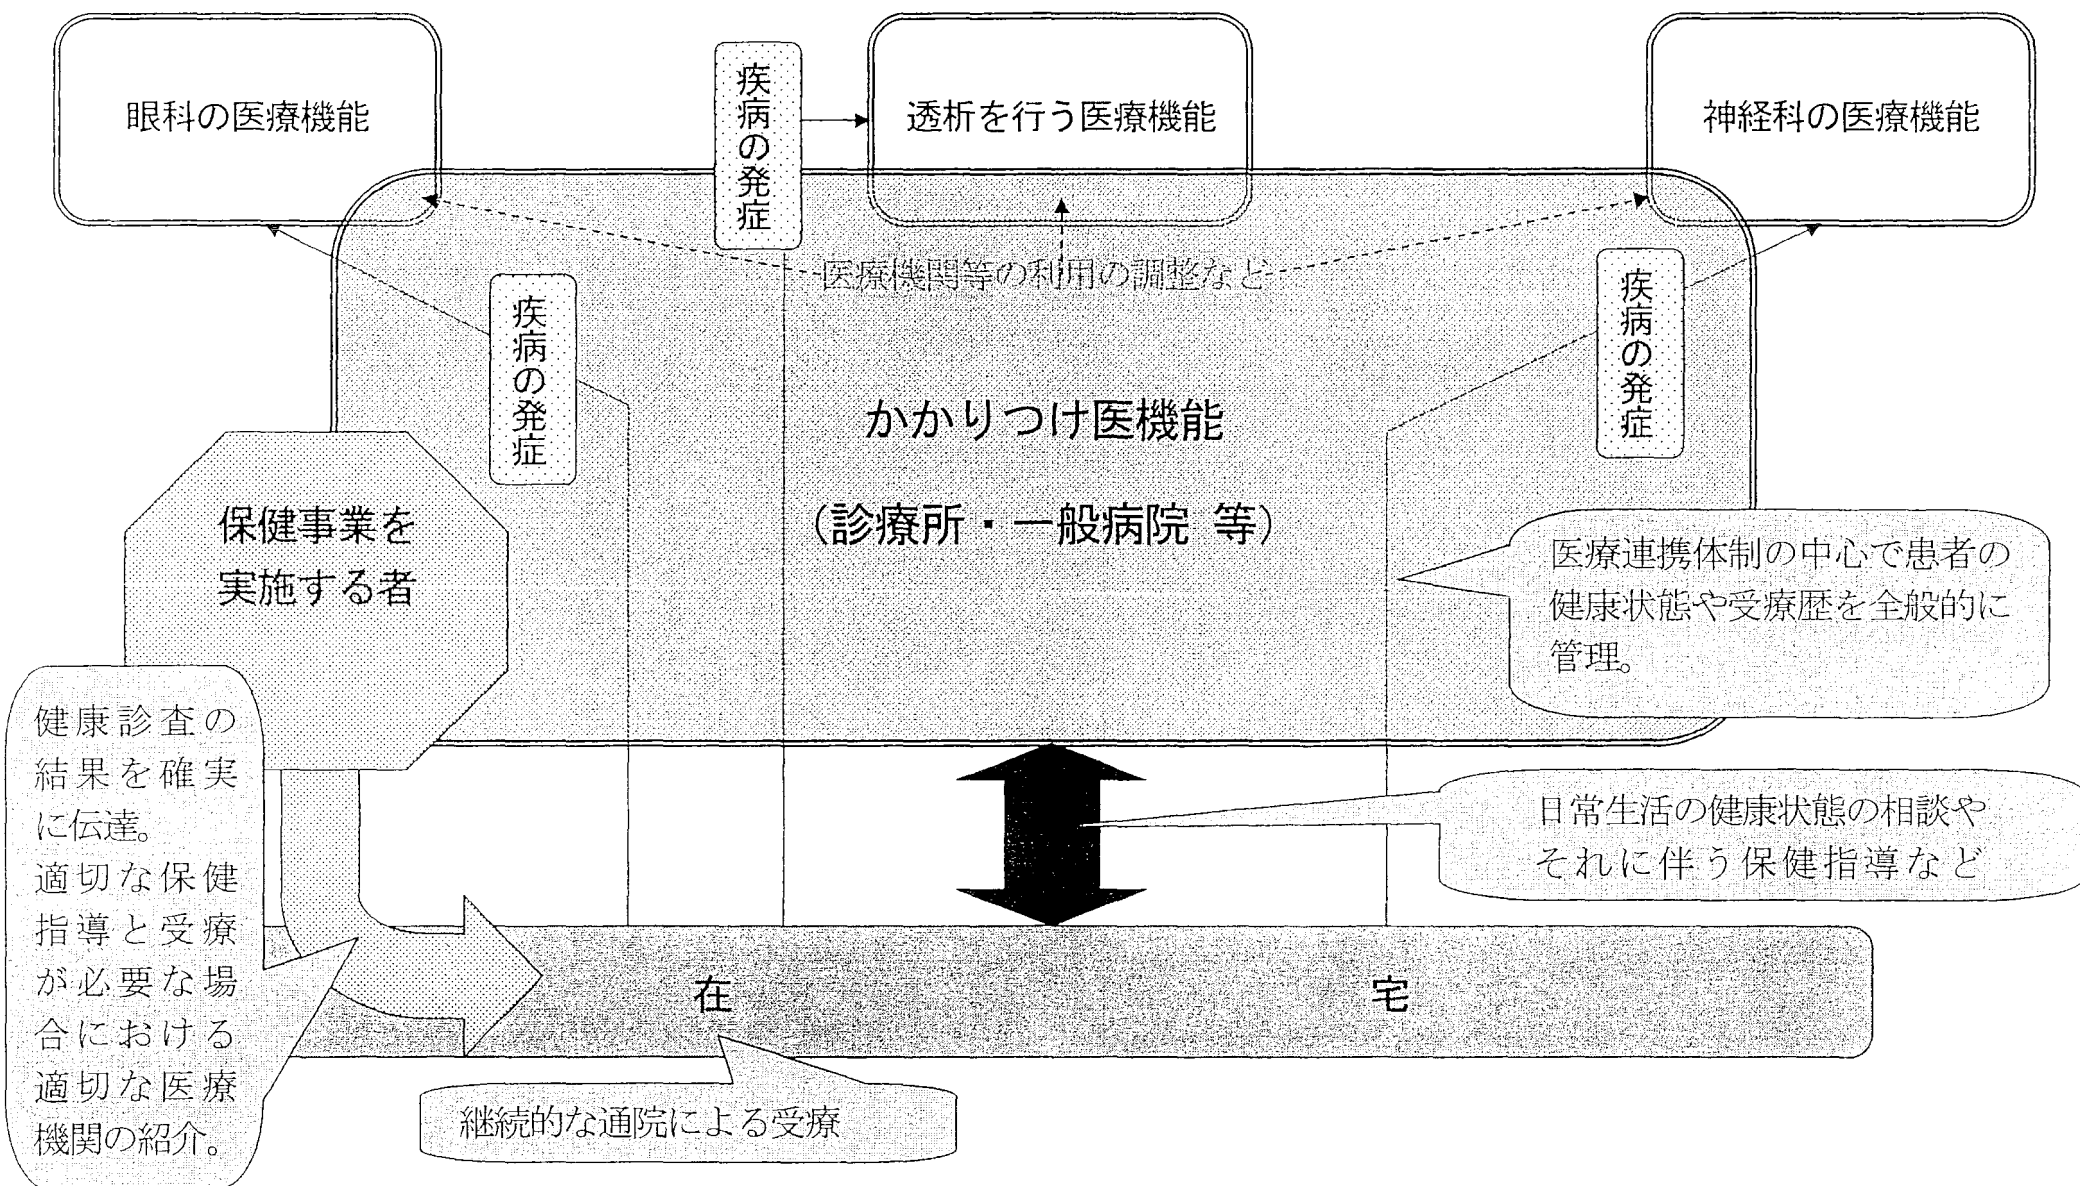 眼科の医療機能
疾病の発症
透析を行う医療機能
神経科の医療機能
医療機関等の利用の調整など
疾病の発症
疾病の発症
かかりつけ医機能
（診療所・一般病院 等）
保健事業を
実施する者
医療連携体制の中心で患者の
健康状態や受療歴を全般的に
管理。
健康診査の
結果を確実
に伝達。
適切な保健
指導と受療
が必要な場
合における
適切な医療
機関の紹介。
日常生活の健康状態の相談や
それに伴う保健指導など
在 宅
継続的な通院による受療